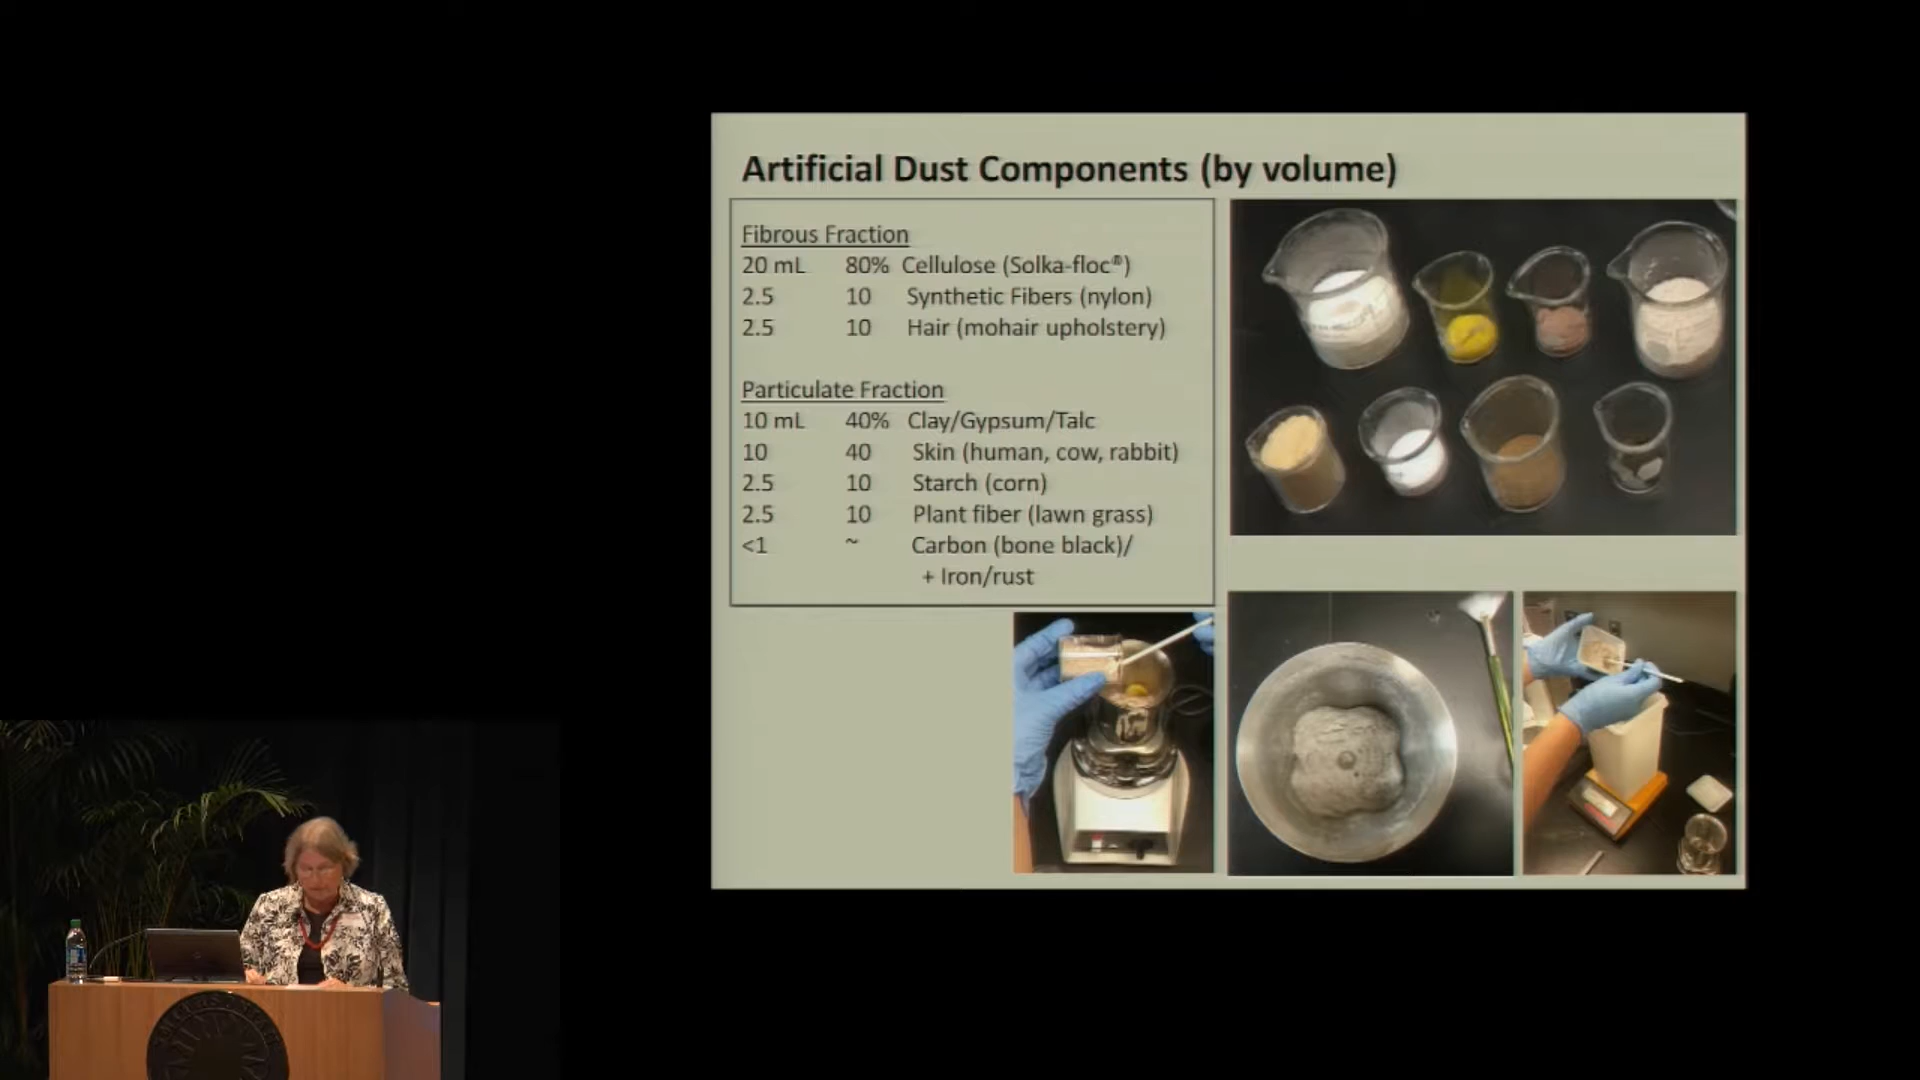 Artificial Dust Components (by volume)
Fibrous Fraction
20 mL 80% Cellulose (Solka-floc®)
2.5 10 Synthetic Fibers (nylon)
2.5 10 Hair (mohair upholstery)
Particulate Fraction
10 mL 40% Clay/Gypsum/Talc
10 40 Skin (human, cow, rabbit)
2.5 10 Starch (corn)
2.5 10 Plant fiber (lawn grass)
<1 ~ Carbon (bone black)/
+ Iron/rust